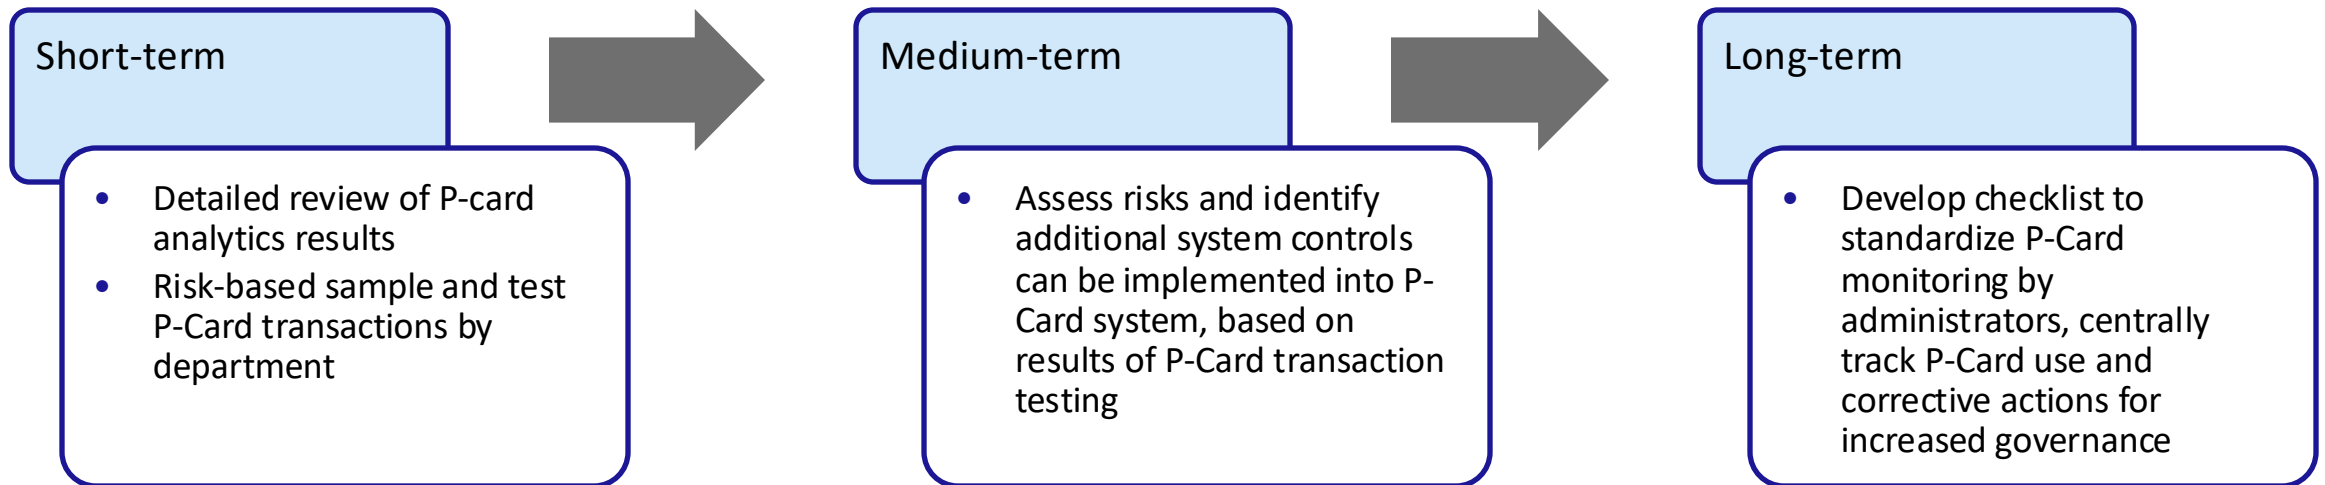 Short-term
• Detailed review of P-card
analytics results
• Risk-based sample and test
P-Card transactions by
department
Medium-term
• Assess risks and identify
additional system controls
can be implemented into P-
Card system, based on
results of P-Card transaction
testing
Long-term
• Develop checklist to
standardize P-Card
monitoring by
administrators, centrally
track P-Card use and
corrective actions for
increased governance